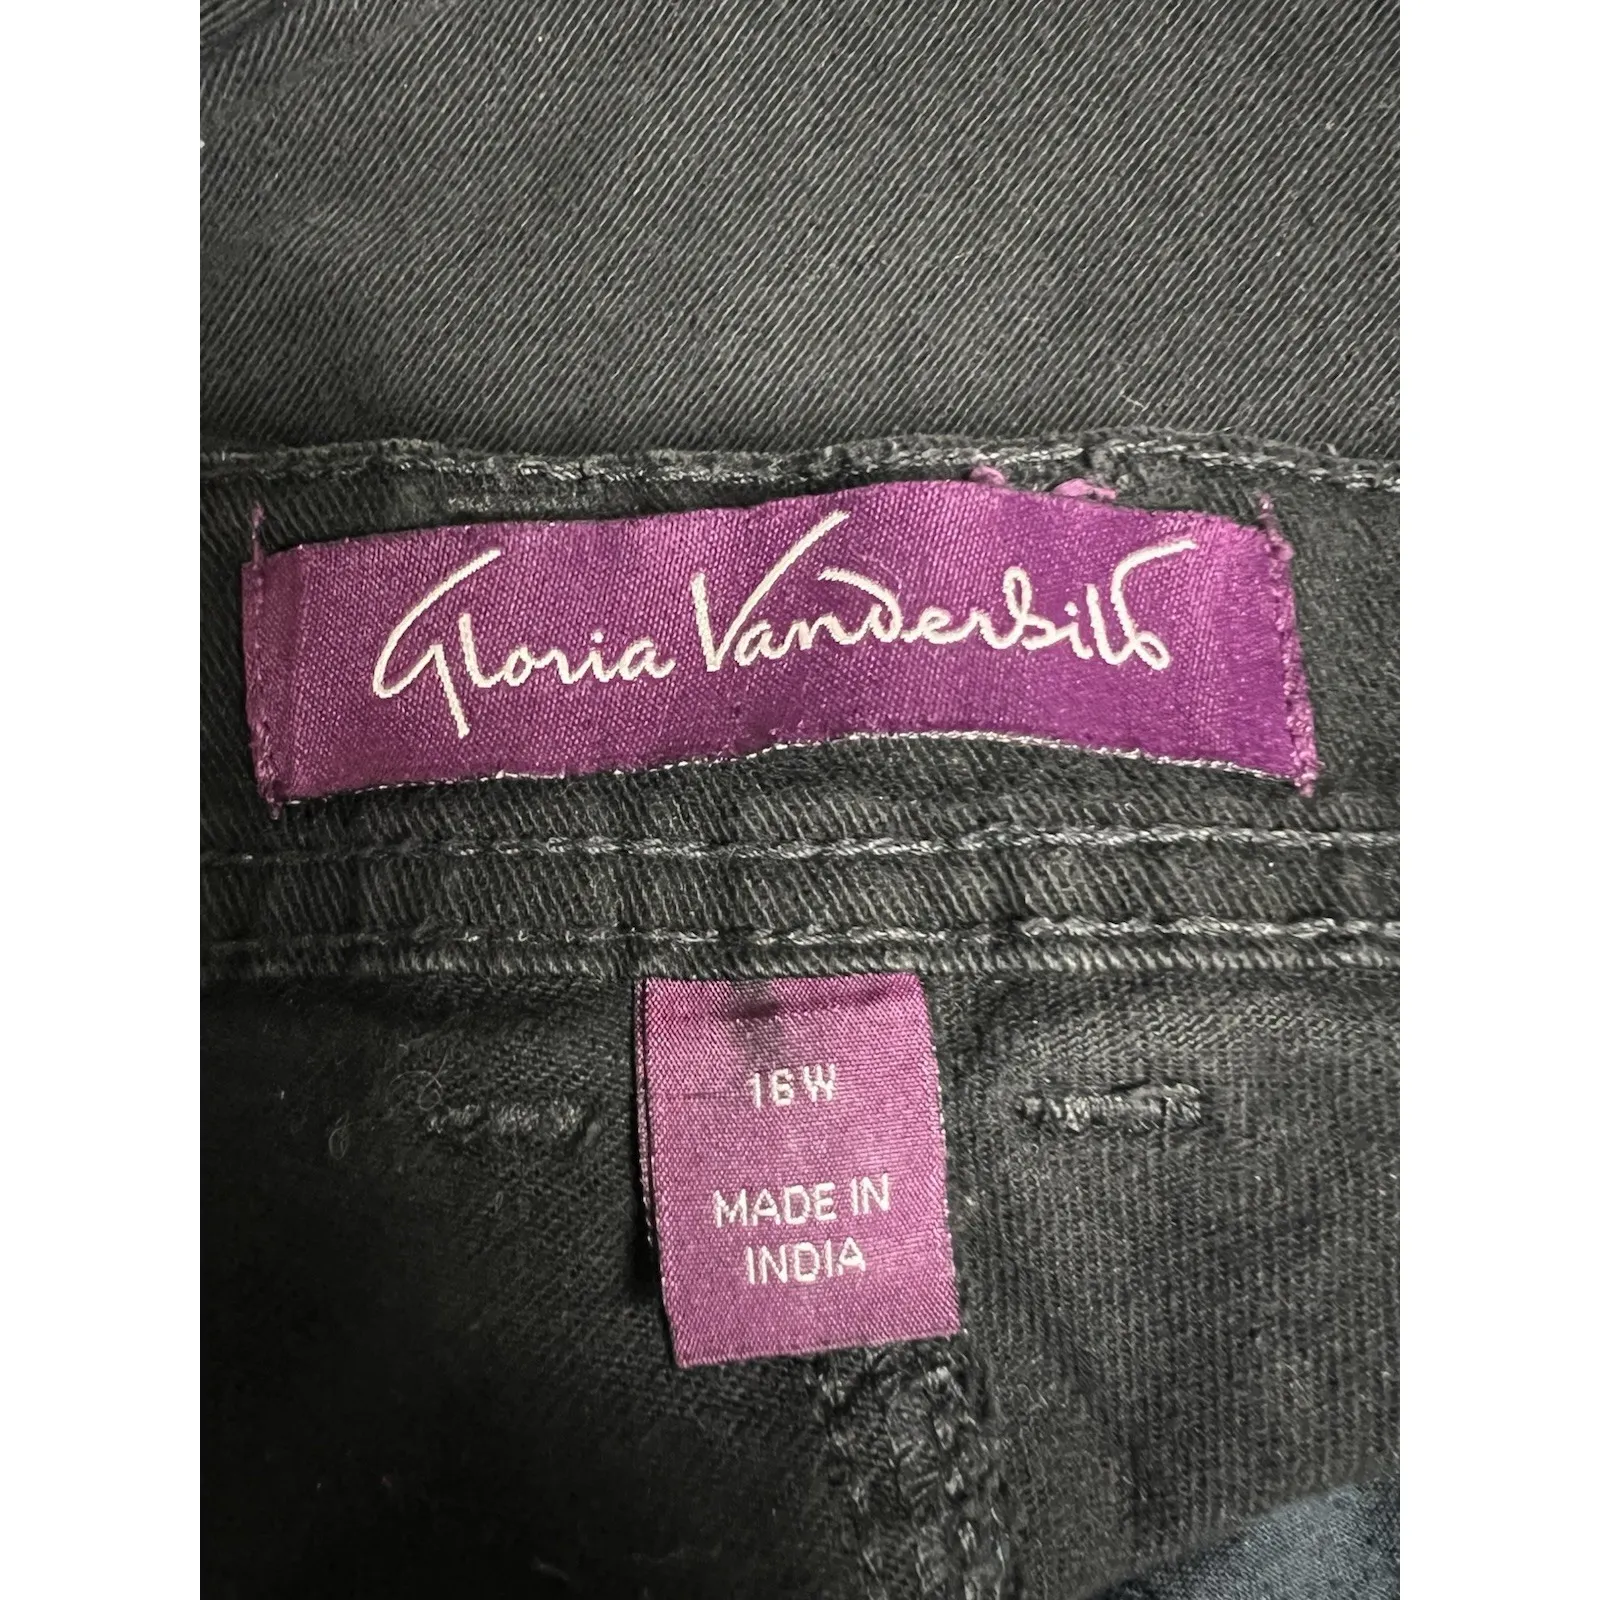 Gloria Vanderbilt
16W
MADE IN
INDIA